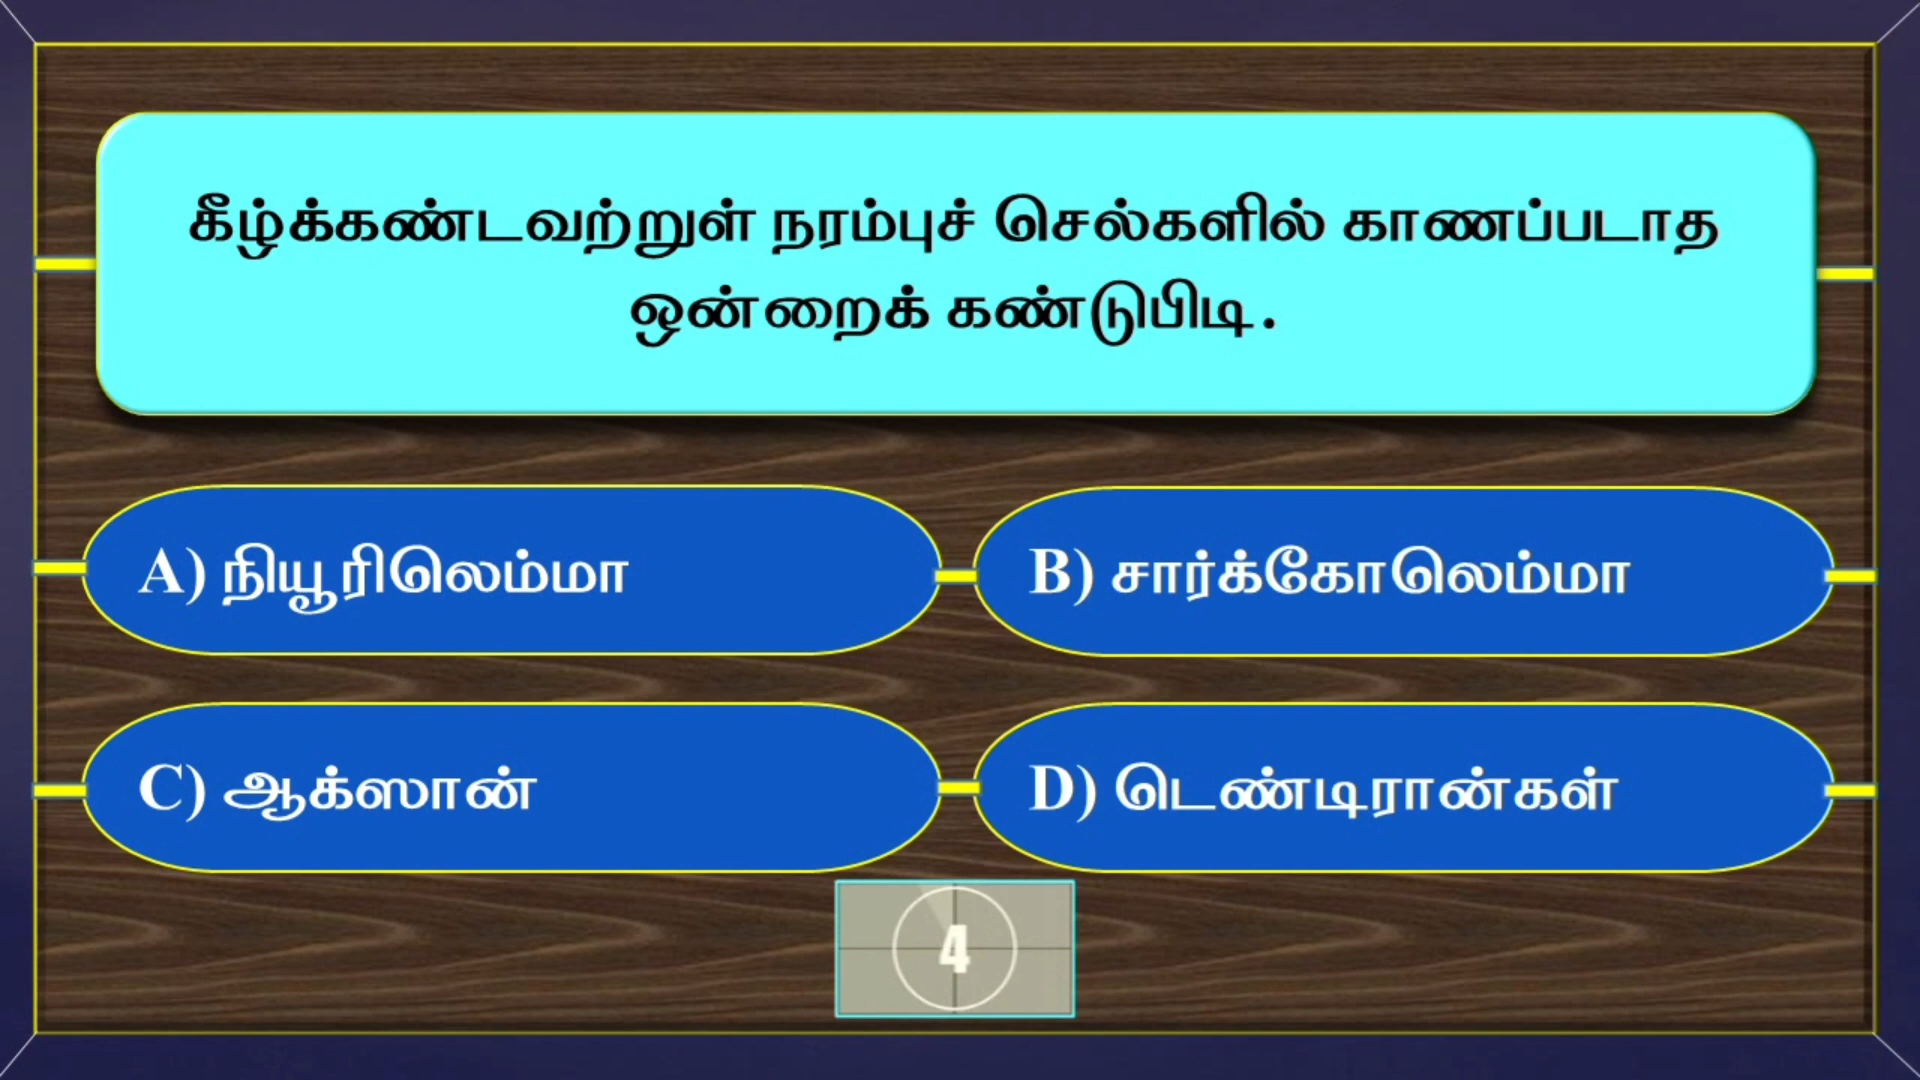 கீழ்க்கண்டவற்றுள் நரம்புச் செல்களில் காணப்படாத
ஒன்றைக் கண்டுபிடி.
A) நியூரிலெம்மா
B) சார்க்கோலெம்மா
C) ஆக்ஸான்
D) டெண்டிரான்கள்
4